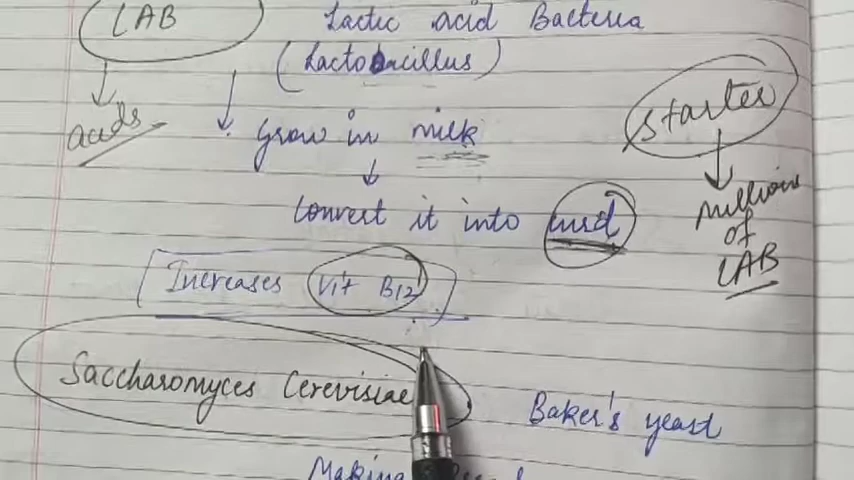 LAB Lactic acid Bacteria
(Lactobacillus)
acids
Grow in milk
Starter
millions
of
LAB
Convert it into curd
Increases Vit B12
Saccharomyces Cerevisiae
Baker's yeast
Making